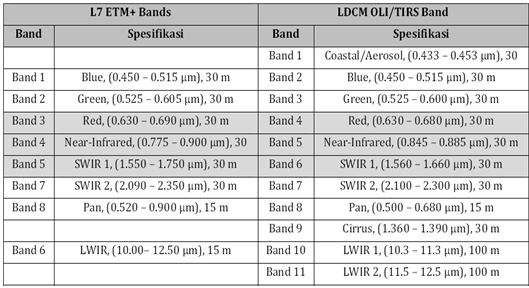 L7 ETM+ Bands LDCM OLI/TIRS Band
Band Spesifikasi Band Spesifikasi
Band 1 Coastal/Aerosol, (0.433 – 0.453 µm), 30
Band 1 Blue, (0.450 – 0.515 µm), 30 m Band 2 Blue, (0.450 – 0.515 µm), 30 m
Band 2 Green, (0.525 – 0.605 µm), 30 m Band 3 Green, (0.525 – 0.600 µm), 30 m
Band 3 Red, (0.630 – 0.690 µm), 30 m Band 4 Red, (0.630 – 0.680 µm), 30 m
Band 4 Near-Infrared, (0.775 – 0.900 µm), 30 Band 5 Near-Infrared, (0.845 – 0.885 µm), 30 m
Band 5 SWIR 1, (1.550 – 1.750 µm), 30 m Band 6 SWIR 1, (1.560 – 1.660 µm), 30 m
Band 7 SWIR 2, (2.090 – 2.350 µm), 30 m Band 7 SWIR 2, (2.100 – 2.300 µm), 30 m
Band 8 Pan, (0.520 – 0.900 µm), 15 m Band 8 Pan, (0.500 – 0.680 µm), 15 m
Band 9 Cirrus, (1.360 – 1.390 µm), 30 m
Band 6 LWIR, (10.00– 12.50 µm), 15 m Band 10 LWIR 1, (10.3 – 11.3 µm), 100 m
Band 11 LWIR 2, (11.5 – 12.5 µm), 100 m